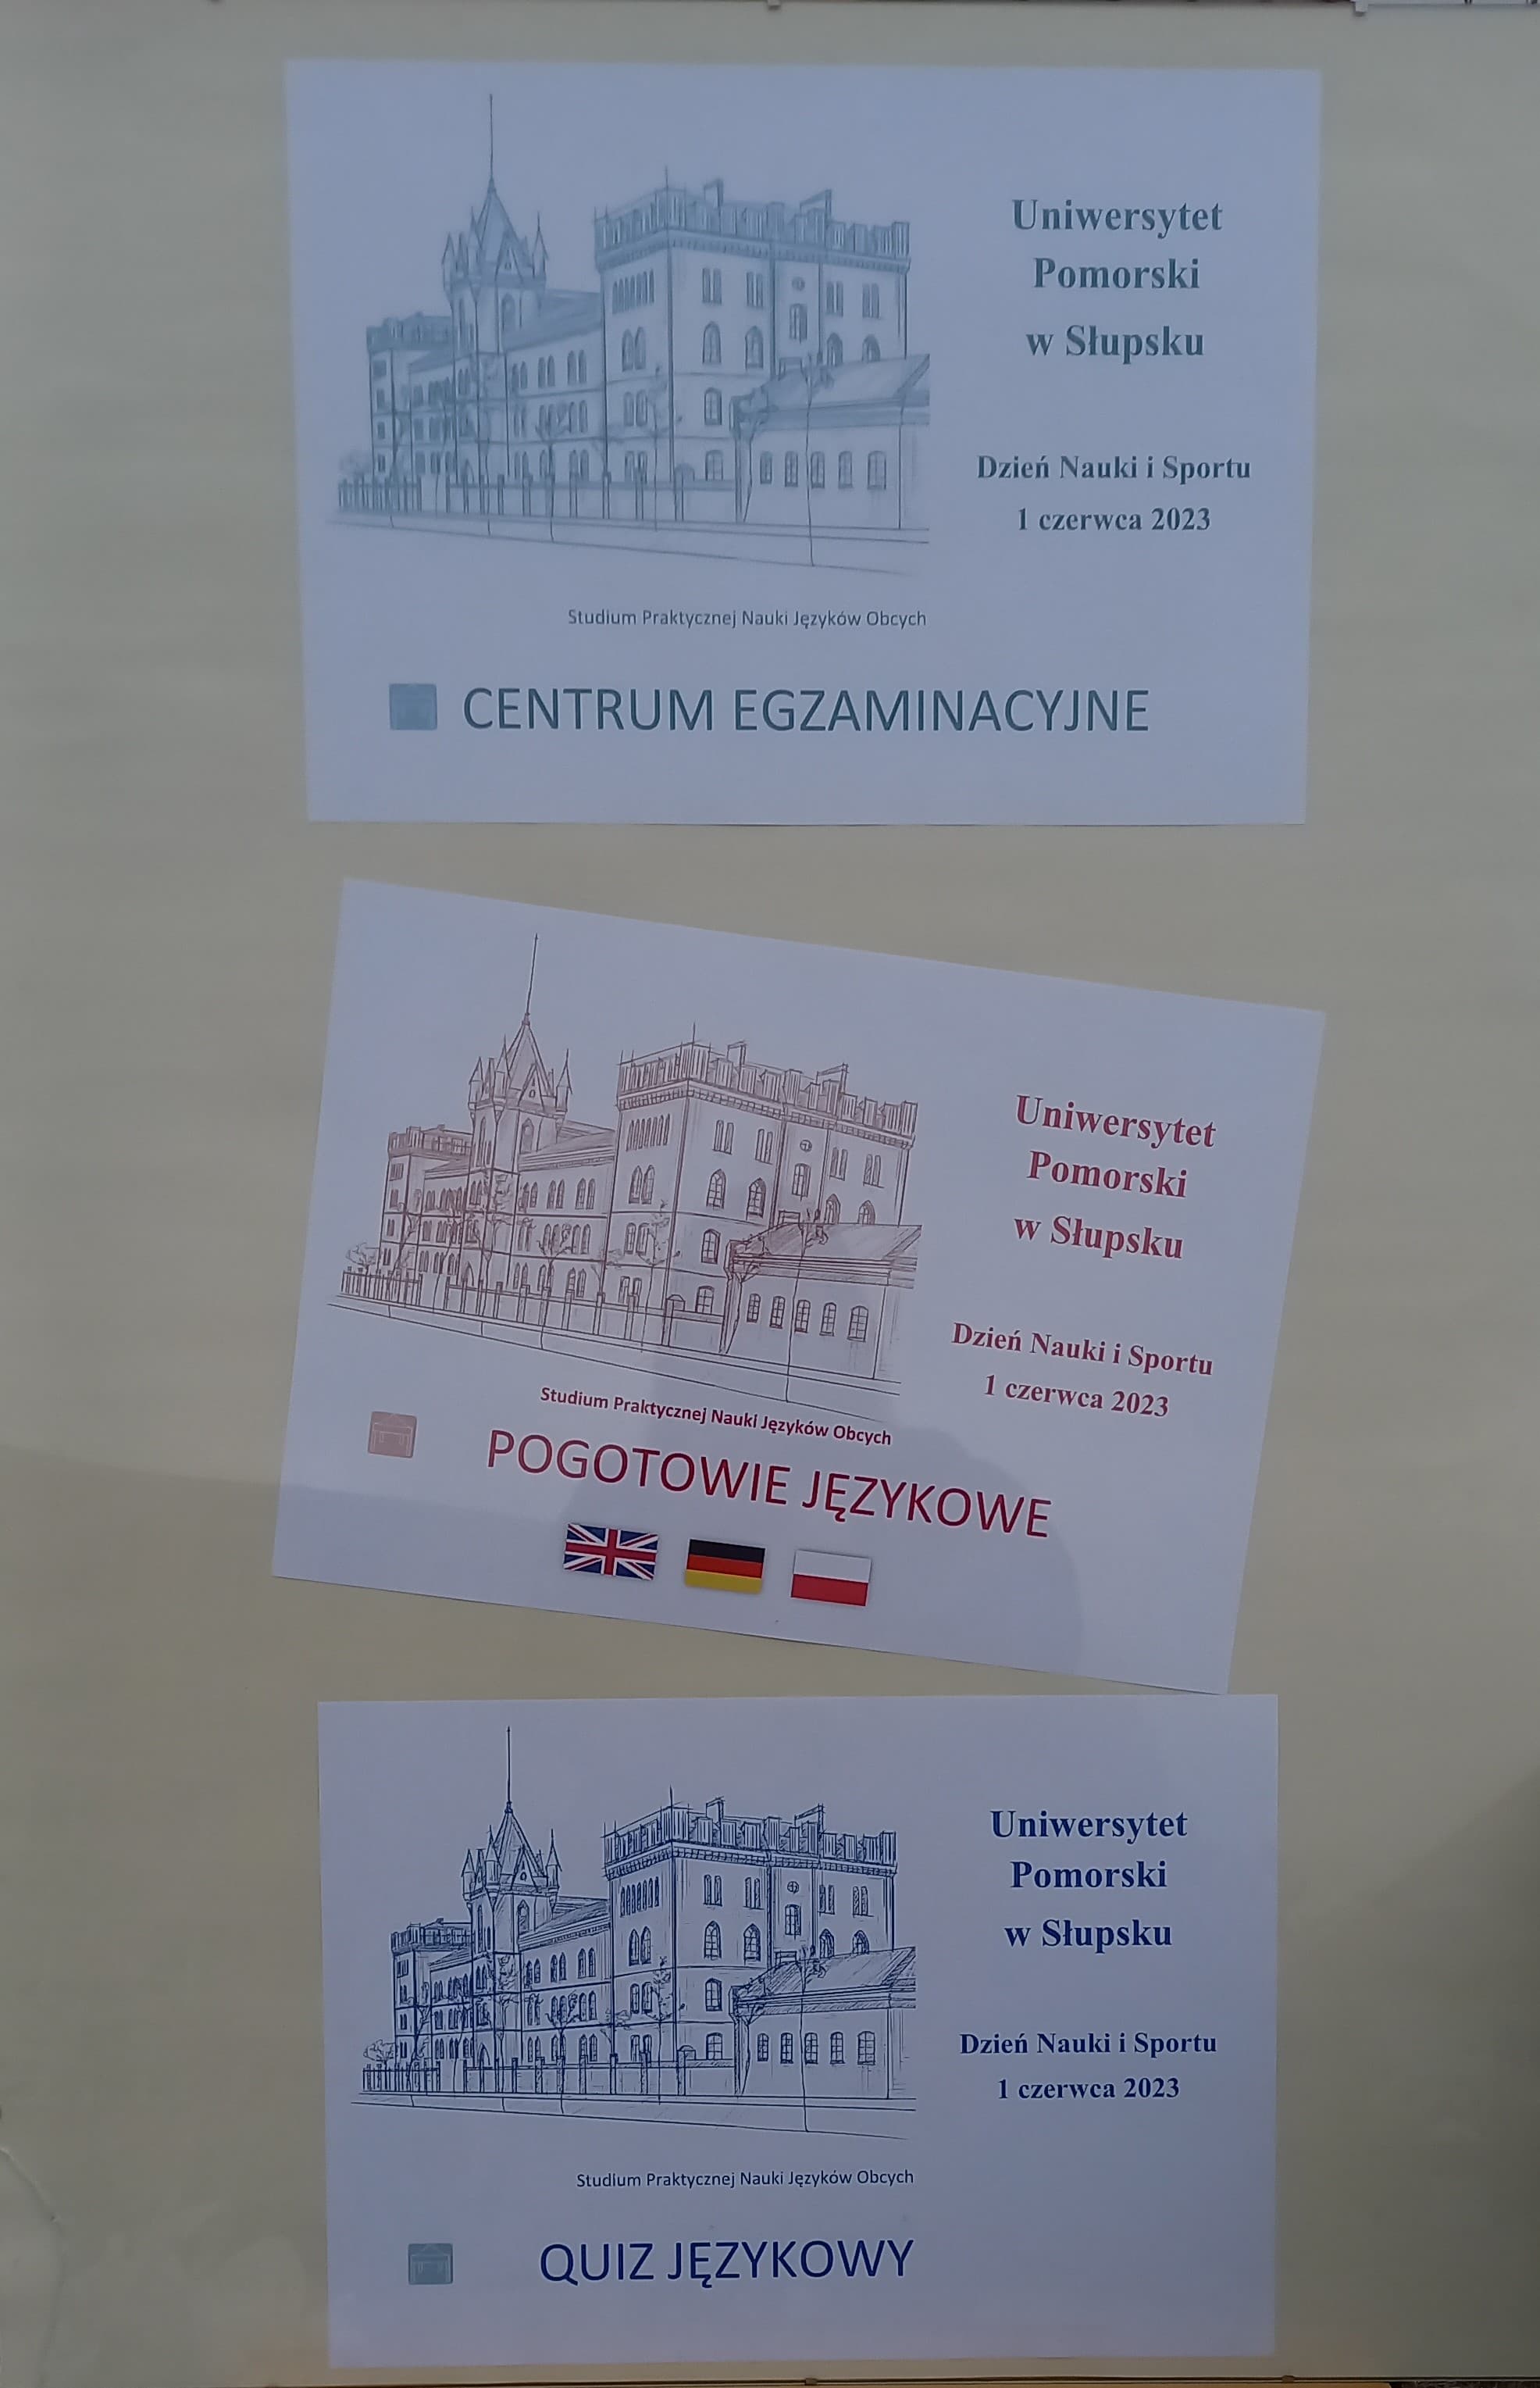 Uniwersytet
Pomorski
w Słupsku
Dzień Nauki i Sportu
1 czerwca 2023
Studium Praktycznej Nauki Języków Obcych
CENTRUM EGZAMINACYJNE
Uniwersytet
Pomorski
w Słupsku
Dzień Nauki i Sportu
1 czerwca 2023
Studium Praktycznej Nauki Języków Obcych
POGOTOWIE JĘZYKOWE
Uniwersytet
Pomorski
w Słupsku
Dzień Nauki i Sportu
1 czerwca 2023
Studium Praktycznej Nauki Języków Obcych
QUIZ JĘZYKOWY